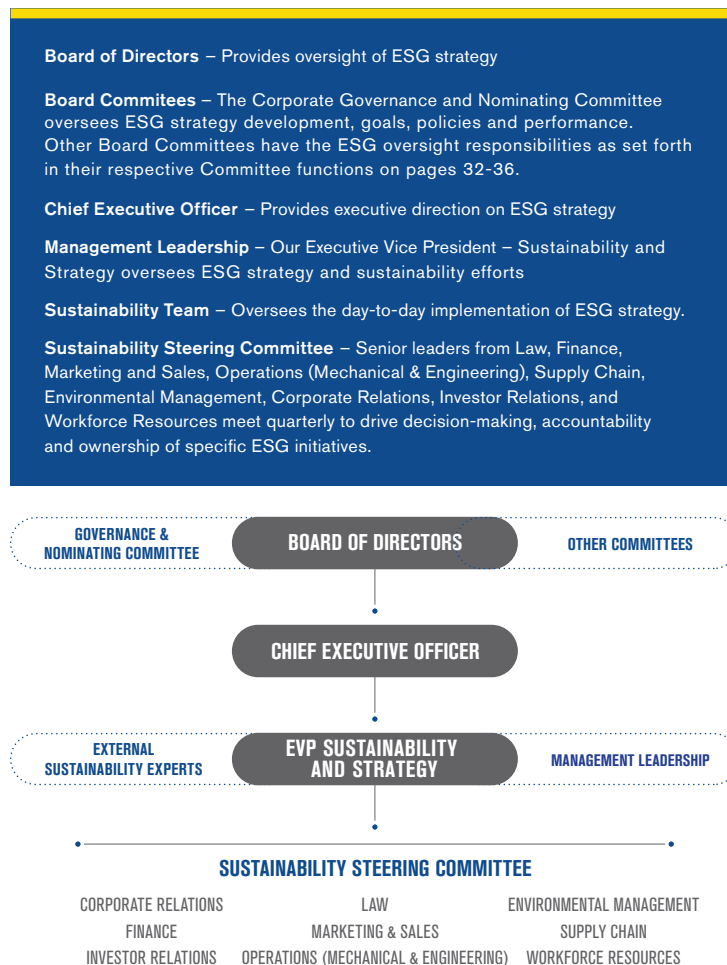 Board of Directors – Provides oversight of ESG strategy
Board Commitees – The Corporate Governance and Nominating Committee
oversees ESG strategy development, goals, policies and performance.
Other Board Committees have the ESG oversight responsibilities as set forth
in their respective Committee functions on pages 32-36.
Chief Executive Officer – Provides executive direction on ESG strategy
Management Leadership – Our Executive Vice President – Sustainability and
Strategy oversees ESG strategy and sustainability efforts
Sustainability Team – Oversees the day-to-day implementation of ESG strategy.
Sustainability Steering Committee – Senior leaders from Law, Finance,
Marketing and Sales, Operations (Mechanical & Engineering), Supply Chain,
Environmental Management, Corporate Relations, Investor Relations, and
Workforce Resources meet quarterly to drive decision-making, accountability
and ownership of specific ESG initiatives.
GOVERNANCE &
NOMINATING COMMITTEE
BOARD OF DIRECTORS
OTHER COMMITTEES
CHIEF EXECUTIVE OFFICER
EXTERNAL
SUSTAINABILITY EXPERTS
EVP SUSTAINABILITY
AND STRATEGY
MANAGEMENT LEADERSHIP
SUSTAINABILITY STEERING COMMITTEE
CORPORATE RELATIONS
FINANCE
INVESTOR RELATIONS
LAW
MARKETING & SALES
OPERATIONS (MECHANICAL & ENGINEERING)
ENVIRONMENTAL MANAGEMENT
SUPPLY CHAIN
WORKFORCE RESOURCES